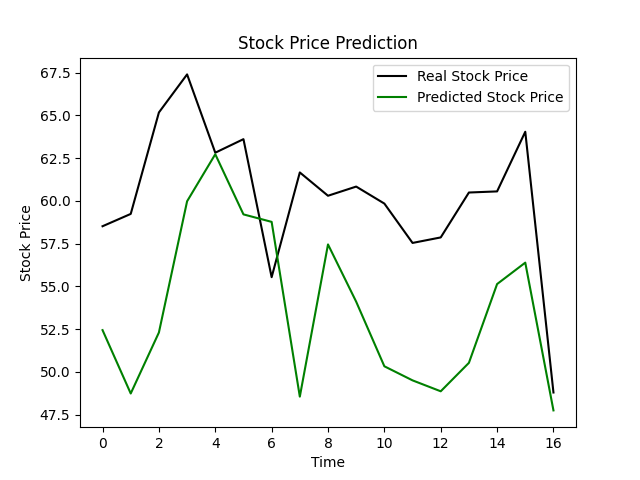 Stock Price Prediction
Real Stock Price
Predicted Stock Price
Stock Price
67.5
65.0
62.5
60.0
57.5
55.0
52.5
50.0
47.5
0 2 4 6 8 10 12 14 16
Time